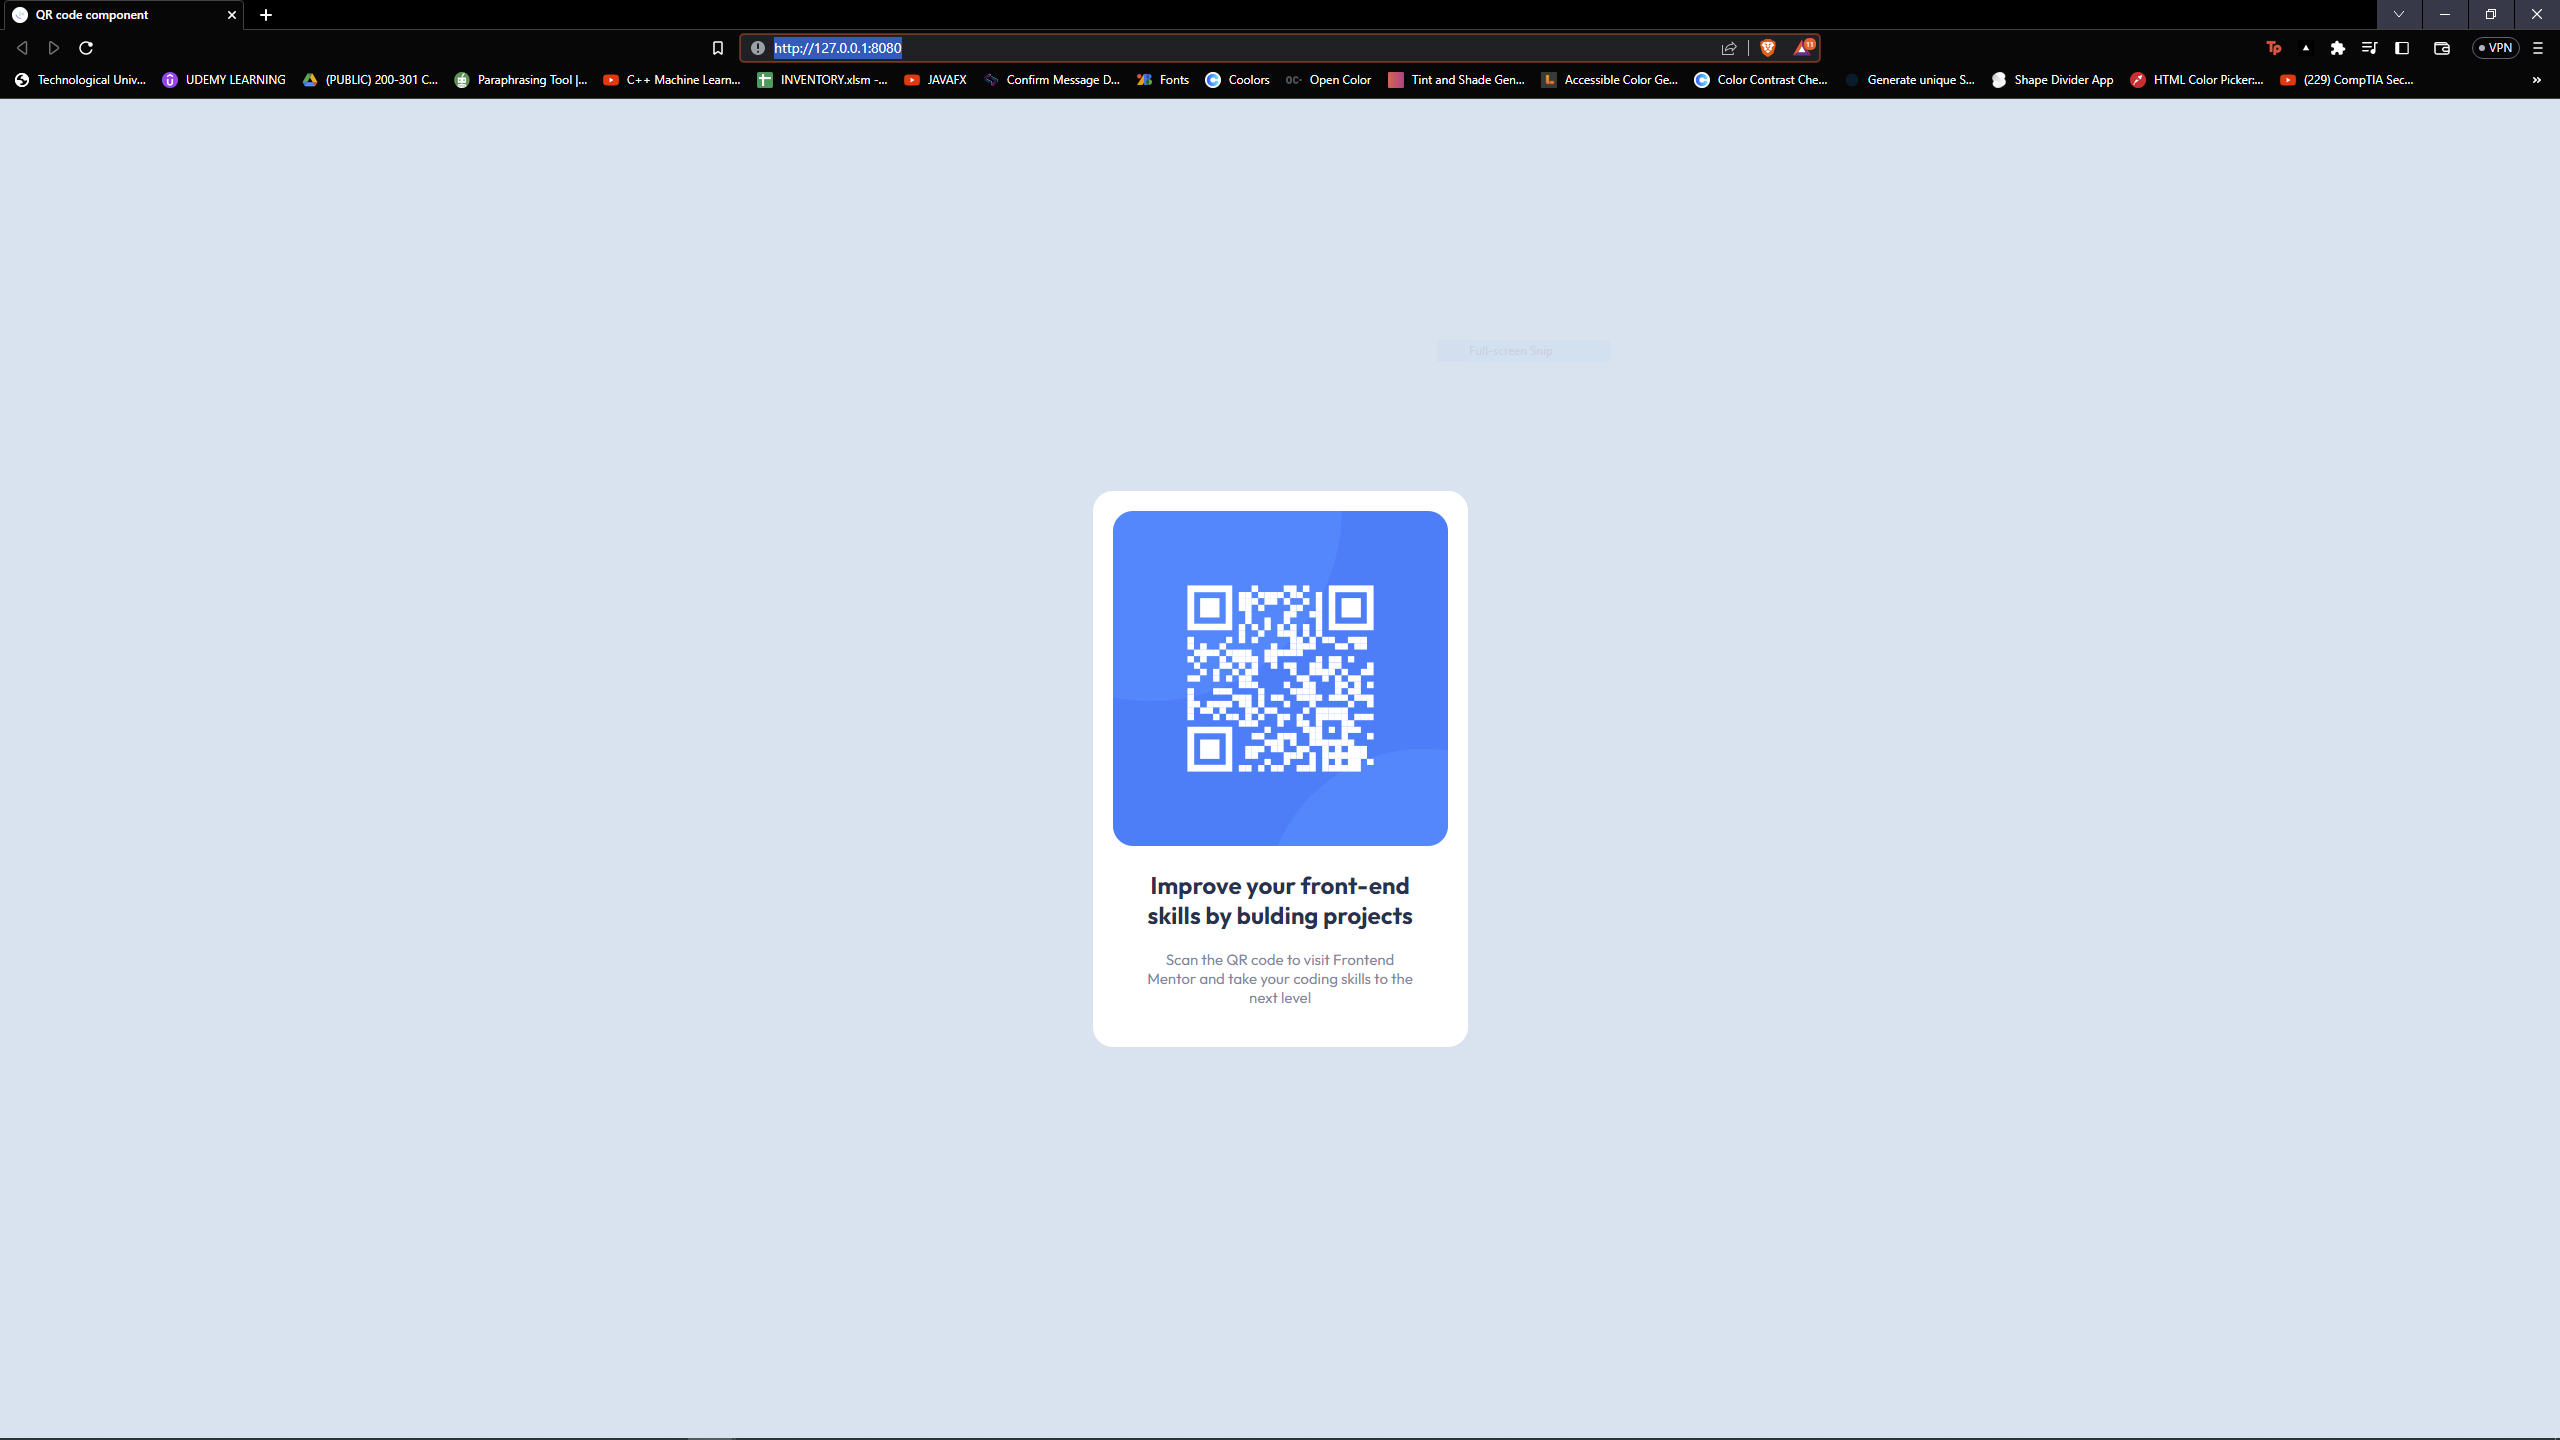 QR code component
http://127.0.0.1:8080
11
VPN
Technological Univ...
UDEMY LEARNING
(PUBLIC) 200-301 C...
Paraphrasing Tool |...
C++ Machine Learn...
INVENTORY.xlsm -...
JAVAFX
Confirm Message D...
Fonts
Coolors
Open Color
Tint and Shade Gen...
Accessible Color Ge...
Color Contrast Che...
Generate unique S...
Shape Divider App
HTML Color Picker:...
(229) CompTIA Sec...
Full-screen Snip
Improve your front-end
skills by bulding projects
Scan the QR code to visit Frontend
Mentor and take your coding skills to the
next level